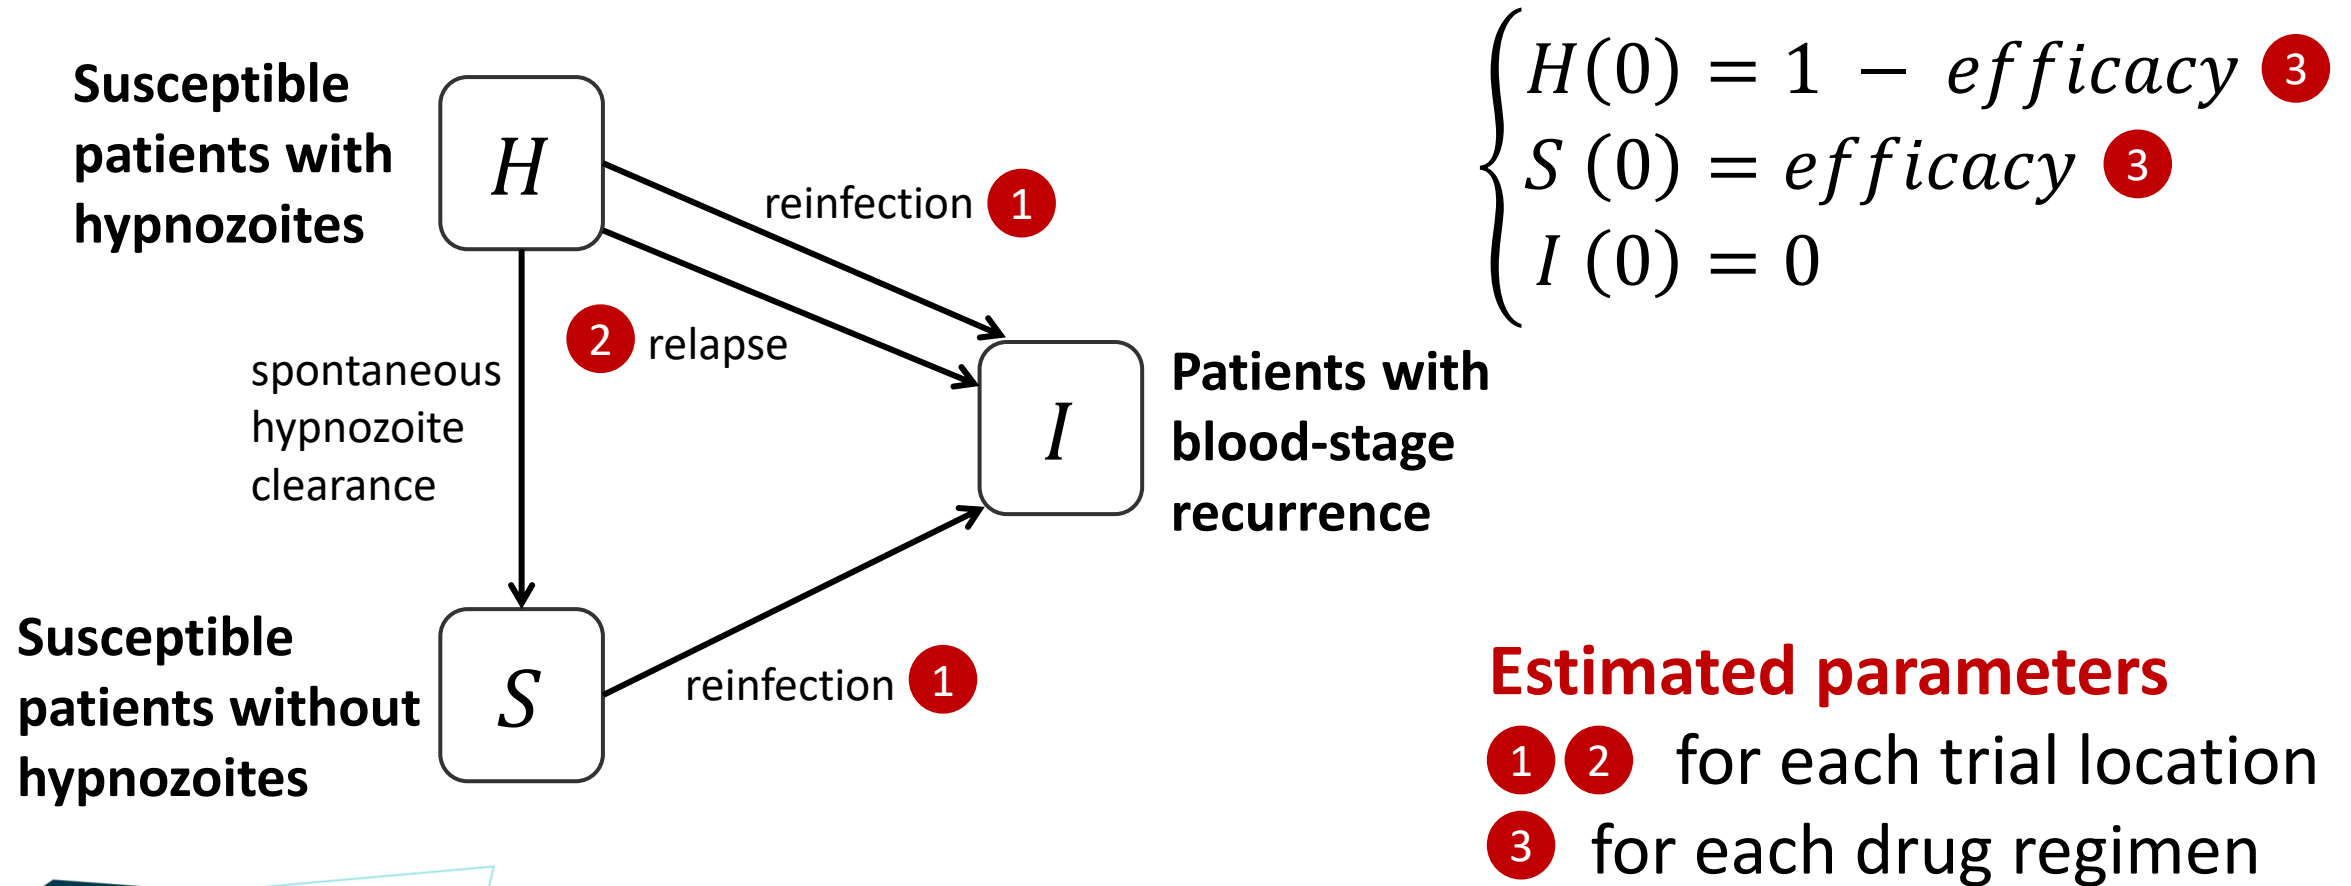 Susceptible
patients with
hypnozoites
H
reinfection 1
2 relapse
spontaneous
hypnozoite
clearance
I
Patients with
blood-stage
recurrence
Susceptible
patients without
hypnozoites
S
reinfection 1
H(0) = 1 − efficacy 3
S (0) = efficacy 3
I (0) = 0
Estimated parameters
1 2 for each trial location
3 for each drug regimen